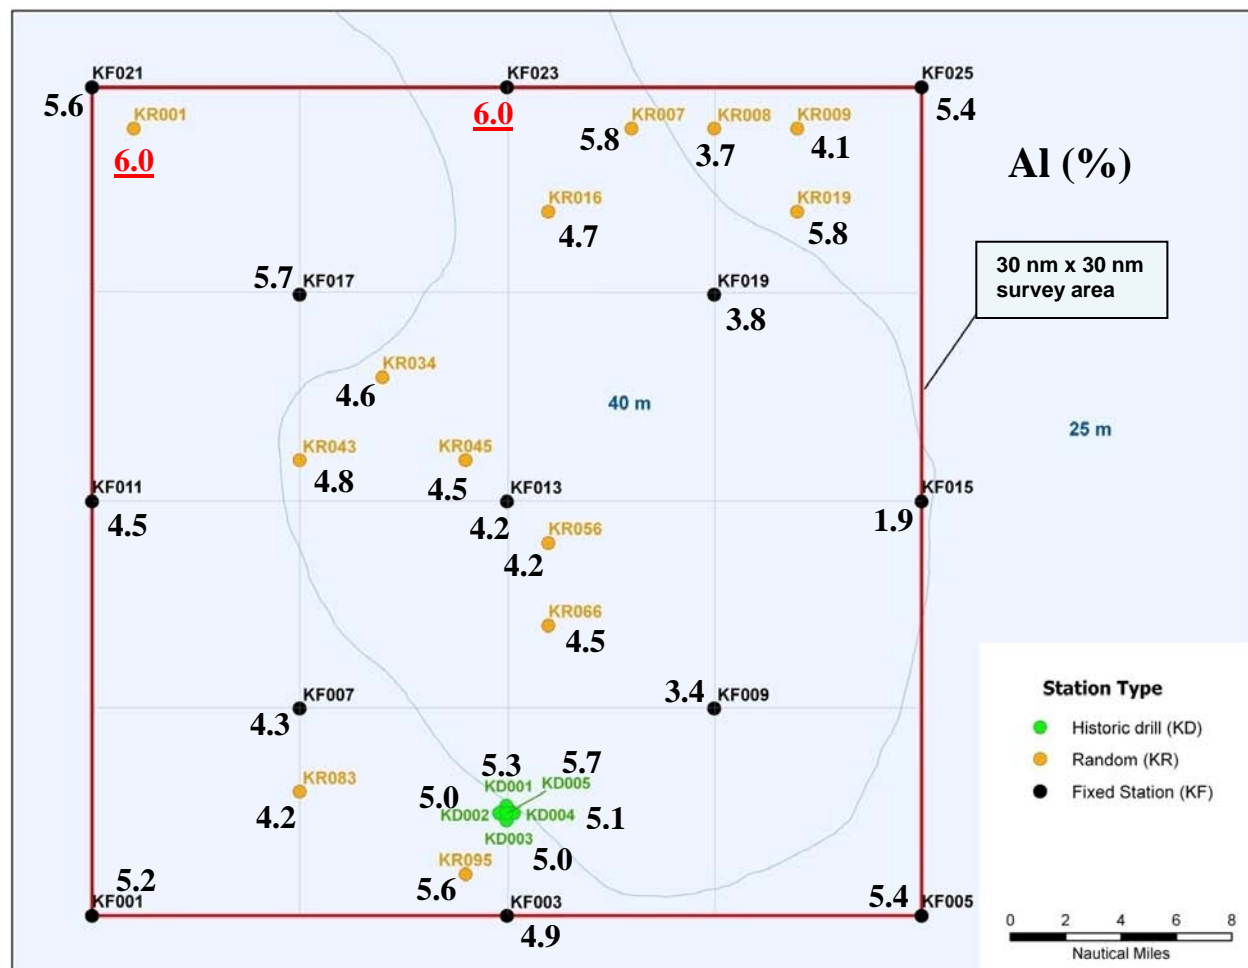 KF021
KF023
KF025
5.6
KR001
6.0
6.0
KR007
KR008
KR009
5.4
5.8
3.7
4.1
Al (%)
KR016
KR019
4.7
5.8
5.7
KF017
KF019
3.8
30 nm x 30 nm
survey area
KR034
4.6
40 m
25 m
KR043
KR045
4.8
4.5
KF011
KF013
KF015
4.5
4.2
1.9
KR056
4.2
KR066
4.5
KF007
3.4
KF009
4.3
5.3
5.7
KR083
KD001
KD005
5.0
4.2
KD002
KD004
5.1
KD003
5.0
KR095
5.2
5.6
5.4
KF001
KF003
KF005
4.9
Station Type
Historic drill (KD)
Random (KR)
Fixed Station (KF)
0 2 4 6 8
Nautical Miles